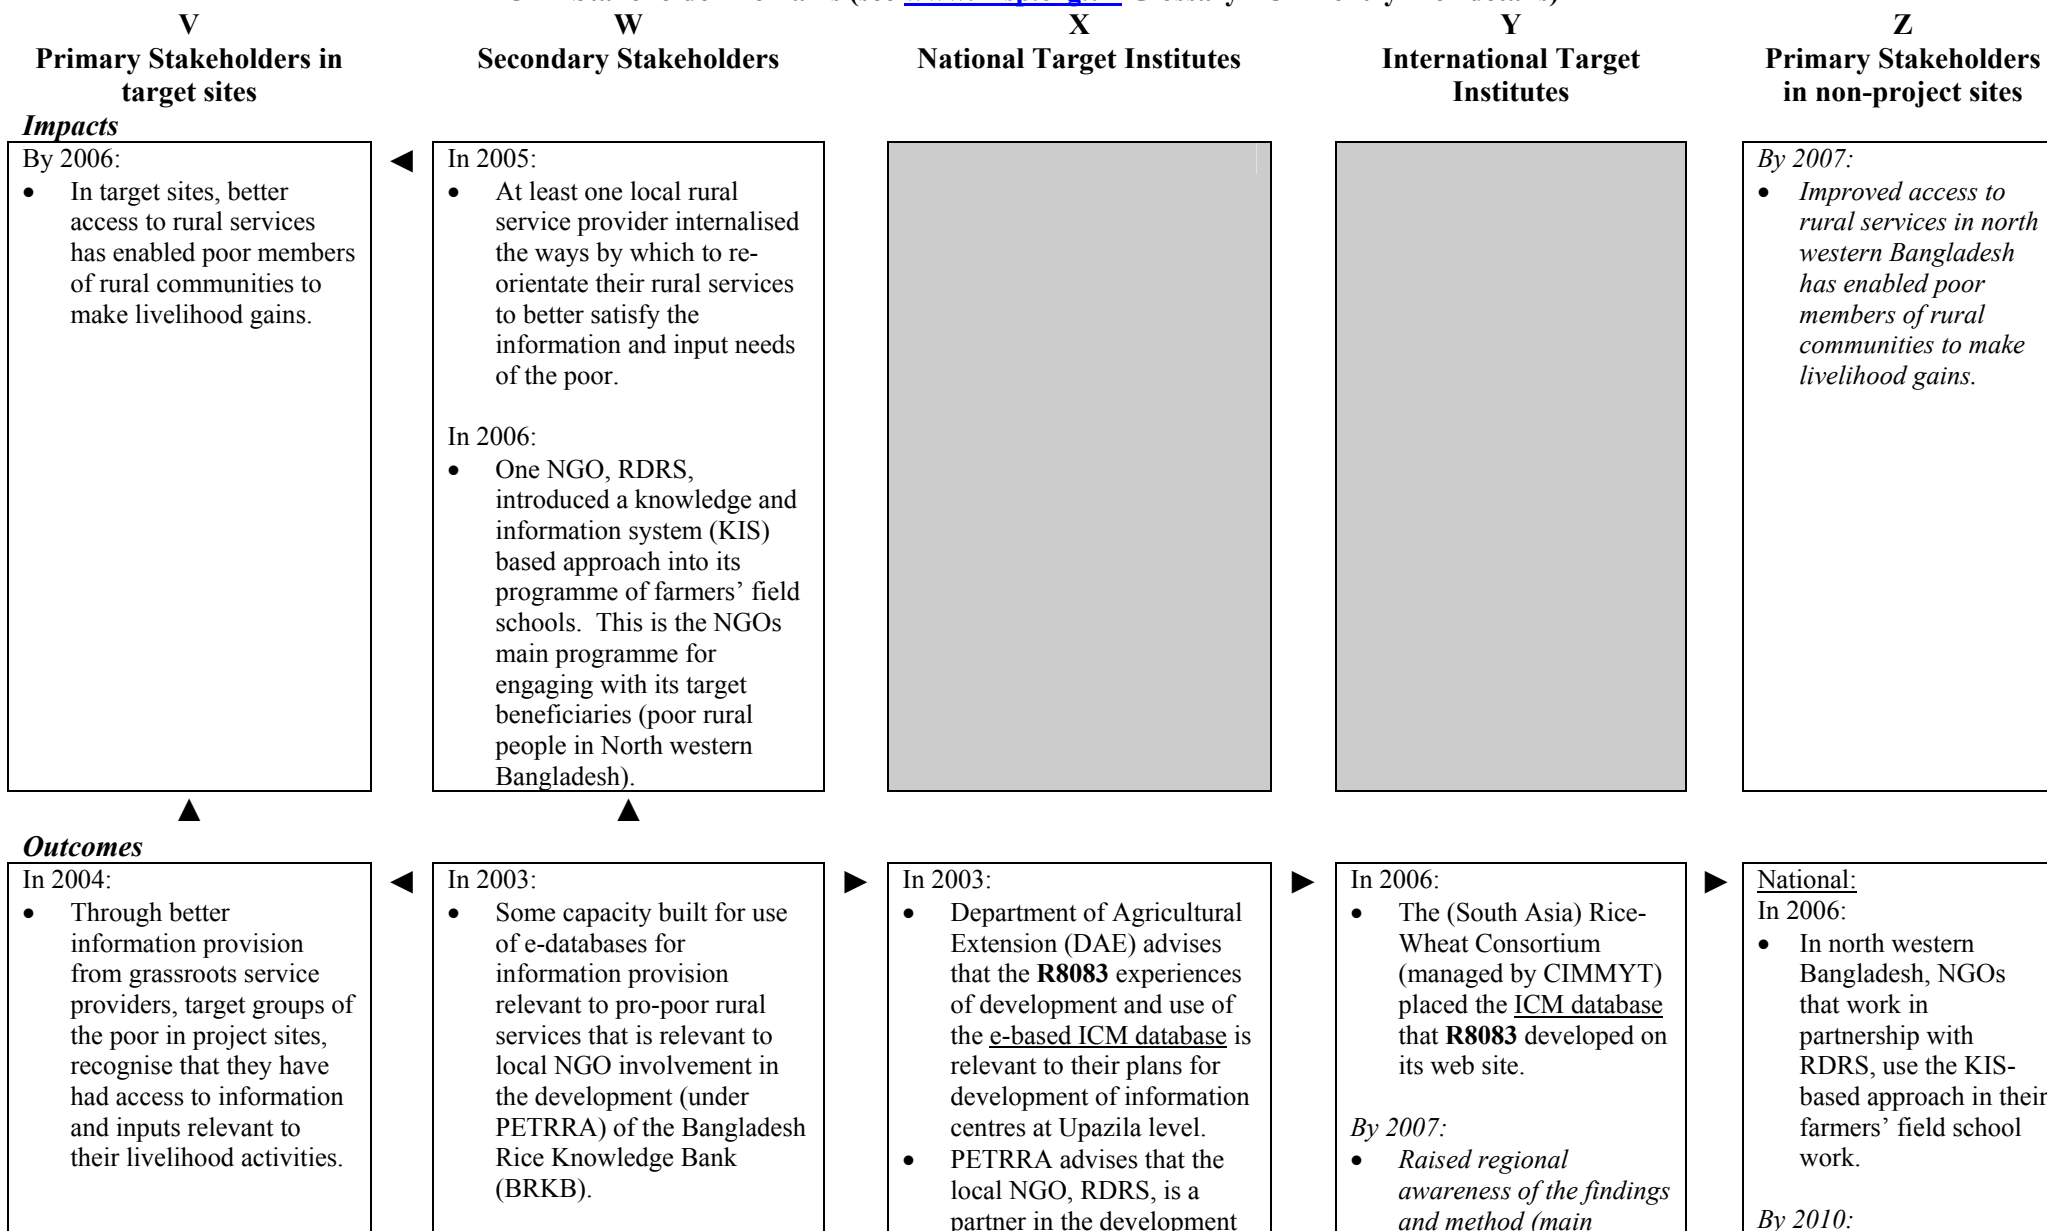 V
Primary Stakeholders in
target sites
W
Secondary Stakeholders
X
National Target Institutes
Y
International Target
Institutes
Z
Primary Stakeholders
in non-project sites
Impacts
By 2006:
• In target sites, better
access to rural services
has enabled poor members
of rural communities to
make livelihood gains.
◄
In 2005:
• At least one local rural
service provider internalised
the ways by which to re-
orientate their rural services
to better satisfy the
information and input needs
of the poor.
In 2006:
• One NGO, RDRS,
introduced a knowledge and
information system (KIS)
based approach into its
programme of farmers’ field
schools. This is the NGOs
main programme for
engaging with its target
beneficiaries (poor rural
people in North western
Bangladesh).
By 2007:
• Improved access to
rural services in north
western Bangladesh
has enabled poor
members of rural
communities to make
livelihood gains.
▲
▲
Outcomes
In 2004:
• Through better
information provision
from grassroots service
providers, target groups of
the poor in project sites,
recognise that they have
had access to information
and inputs relevant to
their livelihood activities.
◄
In 2003:
• Some capacity built for use
of e-databases for
information provision
relevant to pro-poor rural
services that is relevant to
local NGO involvement in
the development (under
PETRRA) of the Bangladesh
Rice Knowledge Bank
(BRKB).
►
In 2003:
• Department of Agricultural
Extension (DAE) advises
that the R8083 experiences
of development and use of
the e-based ICM database is
relevant to their plans for
development of information
centres at Upazila level.
• PETRRA advises that the
local NGO, RDRS, is a
partner in the development
►
In 2006:
• The (South Asia) Rice-
Wheat Consortium
(managed by CIMMYT)
placed the ICM database
that R8083 developed on
its web site.
By 2007:
• Raised regional
awareness of the findings
and method (main
►
National:
In 2006:
• In north western
Bangladesh, NGOs
that work in
partnership with
RDRS, use the KIS-
based approach in their
farmers’ field school
work.
By 2010: